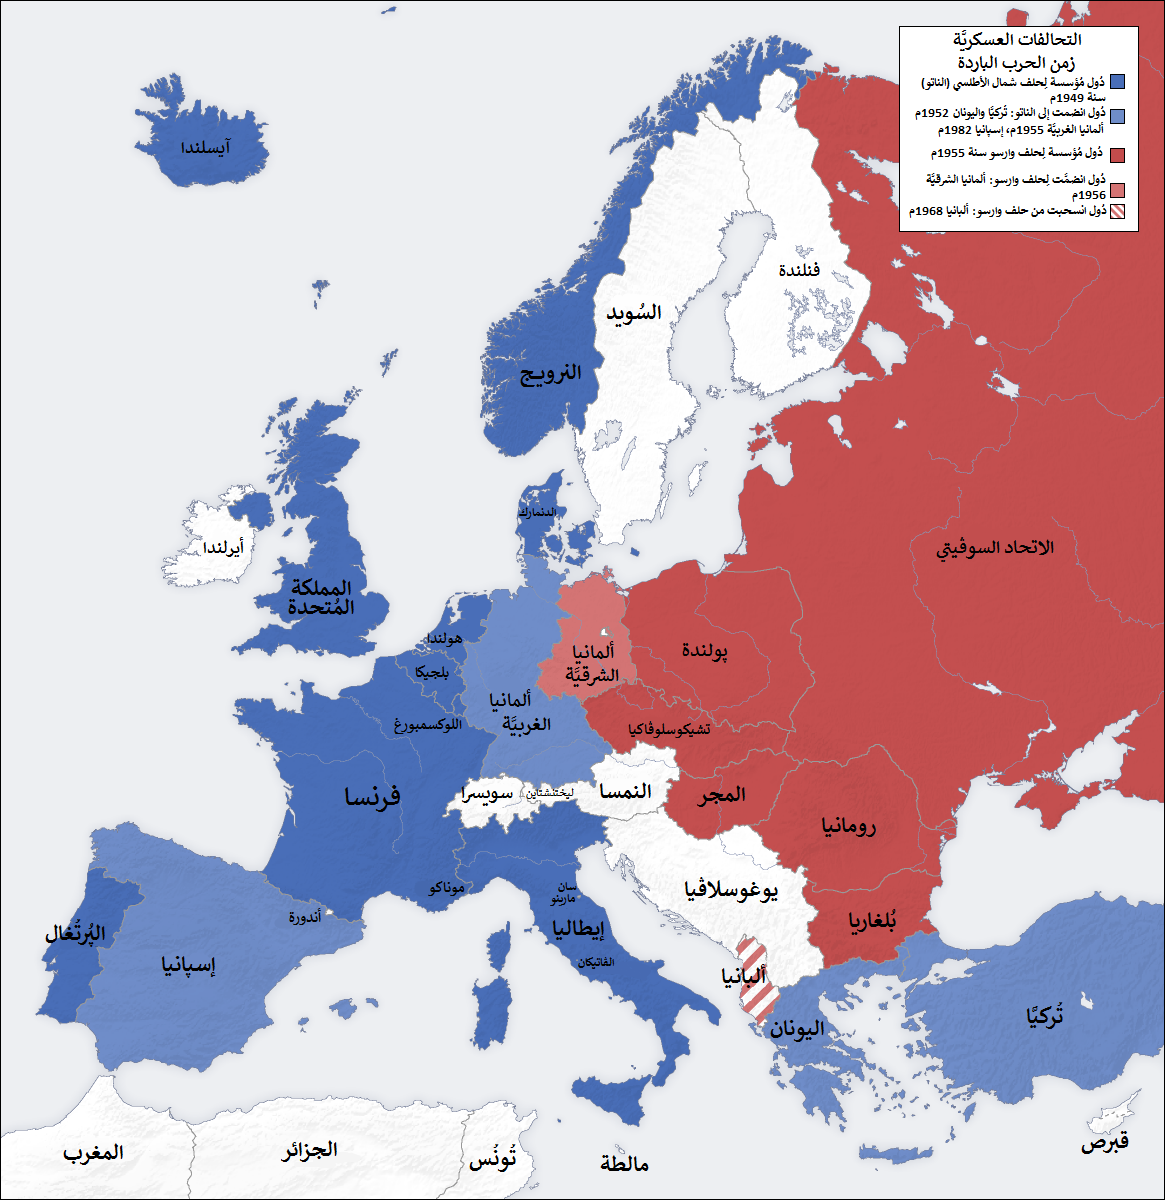 التحالفات العسكريَّة
زمن الحرب الباردة
دُول مُؤسسة لِحلف شمال الأطلسي (الناتو)
سنة 1949م
دُول انضمت إلى الناتو: تُركيَّا واليونان 1952م
ألمانيا الغربيَّة 1955م، إسپانيا 1982م
دُول مُؤسسة لِحلف وارسو سنة 1955م
دُول انضمَّت لِحلف وارسو: ألمانيا الشرقيَّة
1956م
دُول انسحبت من حلف وارسو: ألبانيا 1968م
آيسلندا
فنلندة
السُويد
النرويج
الدنمارك
أيرلندا
المملكة
المُتحدة
الاتحاد السوڤيتي
هولندا
بلجيكا
اللوكسمبورغ
ألمانيا
الشرقيَّة
ألمانيا
الغربيَّة
پولندة
تشيكوسلوڤاكيا
فرنسا
سويسرا
ليختنشتاين
النمسا
المجر
رومانيا
موناكو
سان
مارينو
يوغوسلاڤيا
بُلغاريا
أندورة
الپُرتُغال
إسپانيا
إيطاليا
الڤاتيكان
ألبانيا
اليونان
تُركيَّا
المغرب
الجزائر
تُونُس
مالطة
قبرص